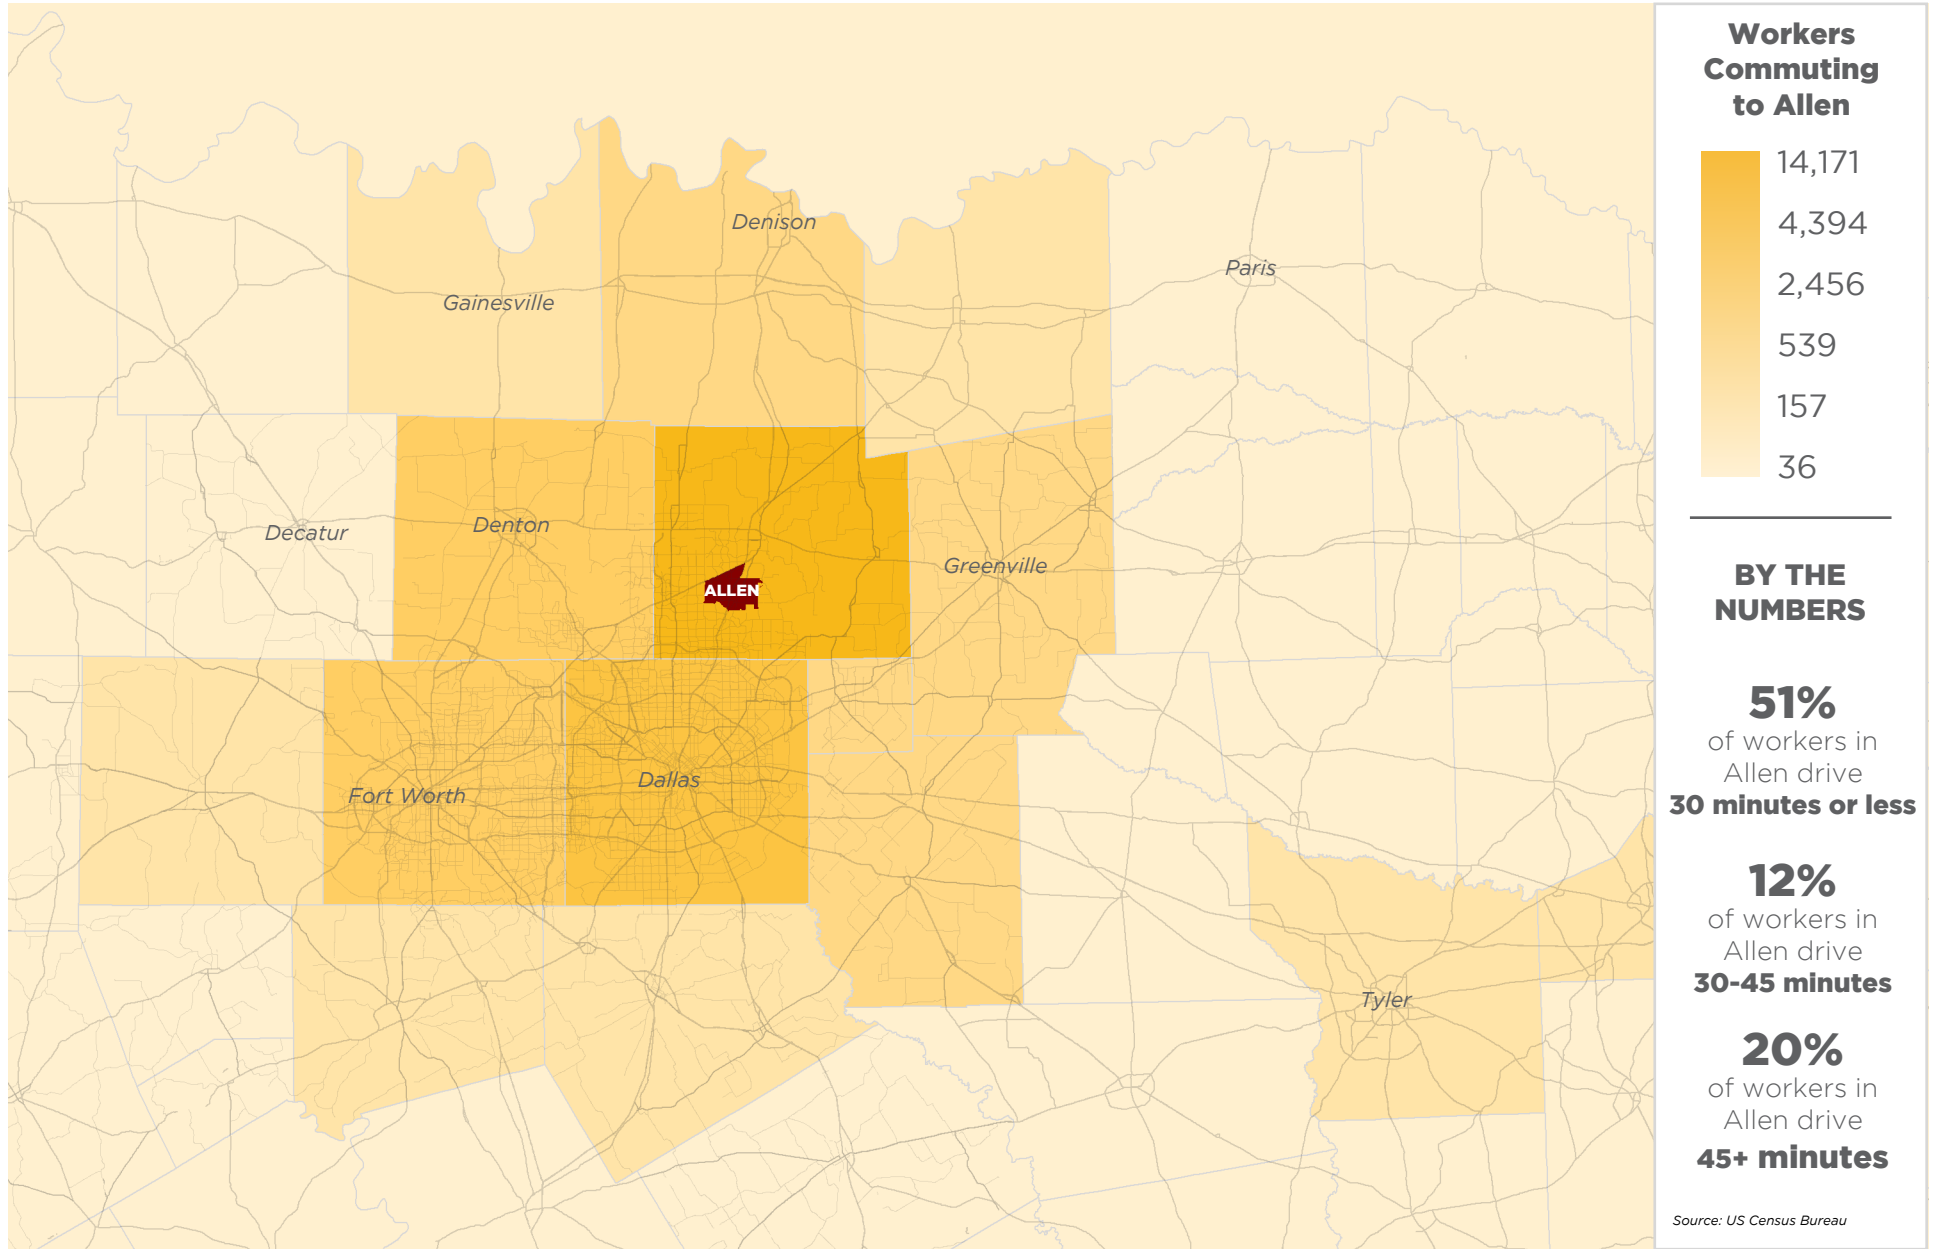 Workers
Commuting
to Allen
14,171
4,394
2,456
539
157
36
BY THE
NUMBERS
51%
of workers in
Allen drive
30 minutes or less
12%
of workers in
Allen drive
30-45 minutes
20%
of workers in
Allen drive
45+ minutes
Source: US Census Bureau
Denison
Paris
Gainesville
Denton
Decatur
Greenville
ALLEN
Dallas
Fort Worth
Tyler